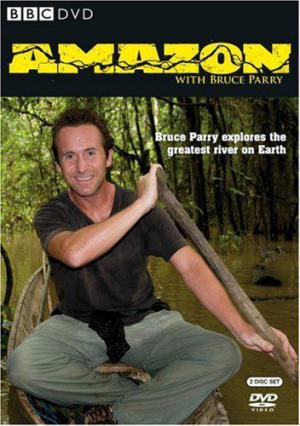 BBC DVD
AMAZON
WITH BRUCE PARRY
Bruce Parry explores the
greatest river on Earth
2 DISC SET
DVD
VIDEO